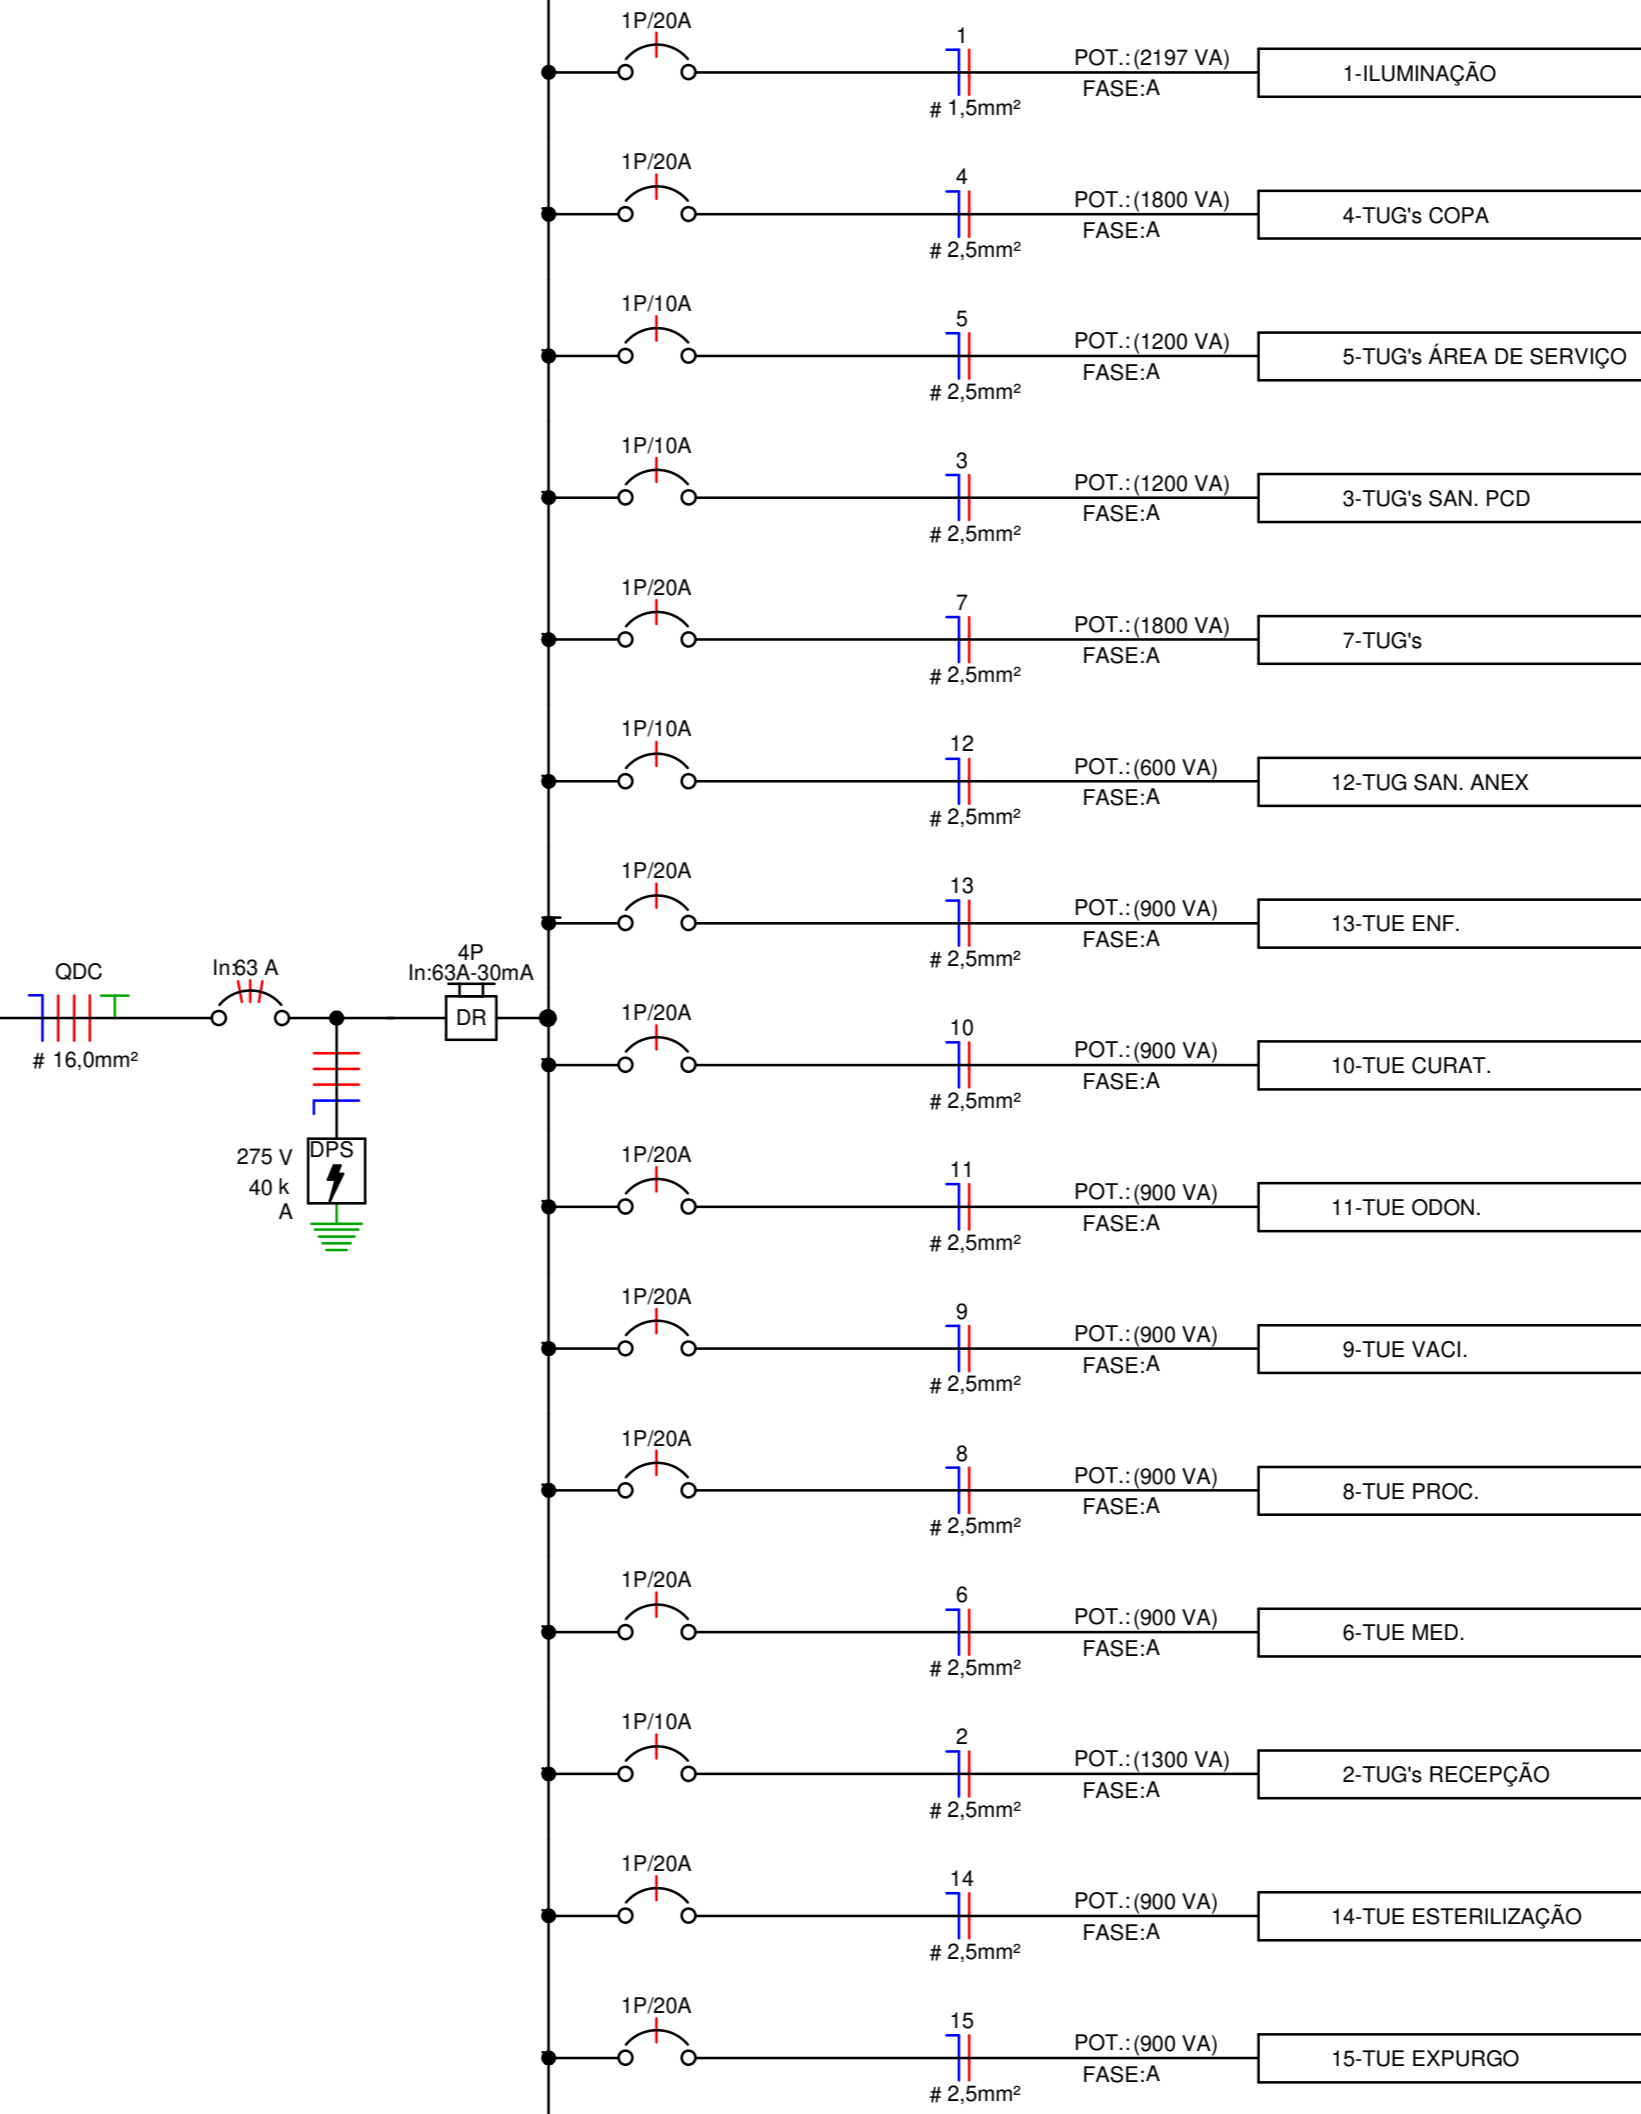 1P/20A
1
POT.:(2197 VA)
FASE:A
# 1,5mm²
1-ILUMINAÇÃO
1P/20A
4
POT.:(1800 VA)
FASE:A
# 2,5mm²
4-TUG's COPA
1P/10A
5
POT.:(1200 VA)
FASE:A
# 2,5mm²
5-TUG's ÁREA DE SERVIÇO
1P/10A
3
POT.:(1200 VA)
FASE:A
# 2,5mm²
3-TUG's SAN. PCD
1P/20A
7
POT.:(1800 VA)
FASE:A
# 2,5mm²
7-TUG's
1P/10A
12
POT.:(600 VA)
FASE:A
# 2,5mm²
12-TUG SAN. ANEX
1P/20A
13
POT.:(900 VA)
FASE:A
# 2,5mm²
13-TUE ENF.
QDC
# 16,0mm²
In:63 A
4P
In:63A-30mA
DR
DPS
275 V
40 k
A
1P/20A
10
POT.:(900 VA)
FASE:A
# 2,5mm²
10-TUE CURAT.
1P/20A
11
POT.:(900 VA)
FASE:A
# 2,5mm²
11-TUE ODON.
1P/20A
9
POT.:(900 VA)
FASE:A
# 2,5mm²
9-TUE VACI.
1P/20A
8
POT.:(900 VA)
FASE:A
# 2,5mm²
8-TUE PROC.
1P/20A
6
POT.:(900 VA)
FASE:A
# 2,5mm²
6-TUE MED.
1P/10A
2
POT.:(1300 VA)
FASE:A
# 2,5mm²
2-TUG's RECEPÇÃO
1P/20A
14
POT.:(900 VA)
FASE:A
# 2,5mm²
14-TUE ESTERILIZAÇÃO
1P/20A
15
POT.:(900 VA)
FASE:A
# 2,5mm²
15-TUE EXPURGO